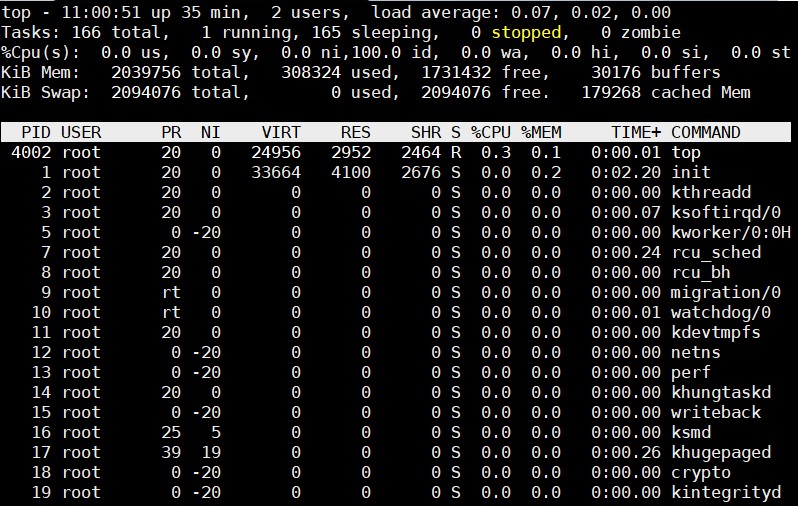 top - 11:00:51 up 35 min,  2 users,  load average: 0.07, 0.02, 0.00
Tasks: 166 total,   1 running, 165 sleeping,   0 stopped,   0 zombie
%Cpu(s):  0.0 us,  0.0 sy,  0.0 ni,100.0 id,  0.0 wa,  0.0 hi,  0.0 si,  0.0 st
KiB Mem:   2039756 total,   308324 used,  1731432 free,    30176 buffers
KiB Swap:  2094076 total,        0 used,  2094076 free.   179268 cached Mem
  PID USER      PR  NI    VIRT    RES    SHR S %CPU %MEM     TIME+ COMMAND
 4002 root      20   0   24956   2952   2464 R  0.3  0.1   0:00.01 top
    1 root      20   0   33664   4100   2676 S  0.0  0.2   0:02.20 init
    2 root      20   0       0      0      0 S  0.0  0.0   0:00.00 kthreadd
    3 root      20   0       0      0      0 S  0.0  0.0   0:00.07 ksoftirqd/0
    5 root       0 -20       0      0      0 S  0.0  0.0   0:00.00 kworker/0:0H
    7 root      20   0       0      0      0 S  0.0  0.0   0:00.24 rcu_sched
    8 root      20   0       0      0      0 S  0.0  0.0   0:00.00 rcu_bh
    9 root      rt   0       0      0      0 S  0.0  0.0   0:00.00 migration/0
   10 root      rt   0       0      0      0 S  0.0  0.0   0:00.01 watchdog/0
   11 root      20   0       0      0      0 S  0.0  0.0   0:00.00 kdevtmpfs
   12 root       0 -20       0      0      0 S  0.0  0.0   0:00.00 netns
   13 root       0 -20       0      0      0 S  0.0  0.0   0:00.00 perf
   14 root      20   0       0      0      0 S  0.0  0.0   0:00.00 khungtaskd
   15 root       0 -20       0      0      0 S  0.0  0.0   0:00.00 writeback
   16 root      25   5       0      0      0 S  0.0  0.0   0:00.00 ksmd
   17 root      39  19       0      0      0 S  0.0  0.0   0:00.26 khugepaged
   18 root       0 -20       0      0      0 S  0.0  0.0   0:00.00 crypto
   19 root       0 -20       0      0      0 S  0.0  0.0   0:00.00 kintegrityd